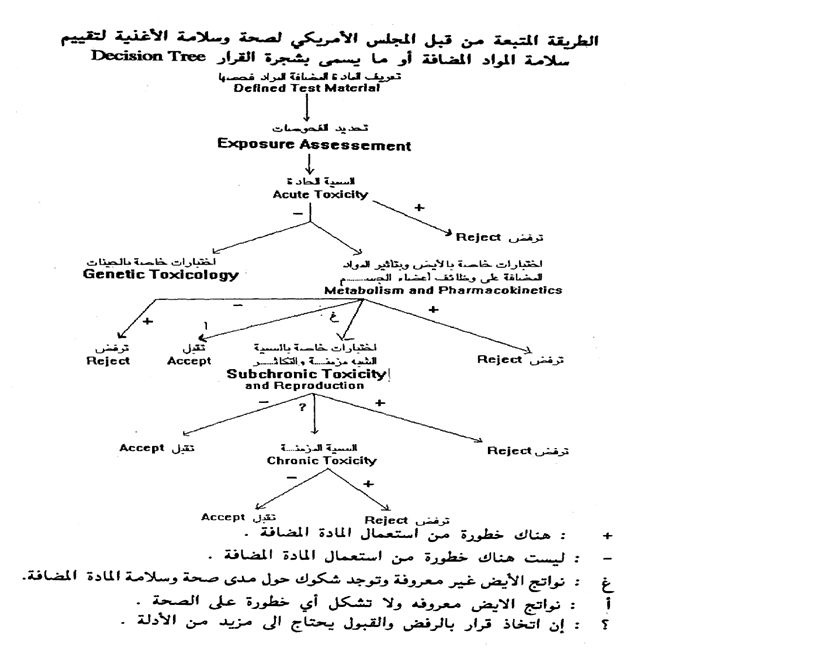 الطريقة المتبعة من قبل المجلس الأمريكي لصحة وسلامة الأغذية لتقييم
سلامة المواد المضافة أو ما يسمى بشجرة القرار Decision Tree
تعريف المادة المضافة المراد فحصها
Defined Test Material
تحديد الفحوصات
Exposure Assessement
السمية الحادة
Acute Toxicity
–
+
Reject ترفض
اختبارات خاصة بالجينات
Genetic Toxicology
اختبارات خاصة بالأيض وبتأثير المواد
المضافة على وظائف أعضاء الجسم
Metabolism and Pharmacokinetics
+
–
أ
غ
+
ترفض
Reject
تقبل
Accept
اختبارات خاصة بالسمية
الشبه مزمنة والتكاثر
Subchronic Toxicity
and Reproduction
Reject ترفض
–
?
+
Accept تقبل
السمية المزمنة
Chronic Toxicity
Reject ترفض
–
+
Accept تقبل
Reject ترفض
+ : هناك خطورة من استعمال المادة المضافة .
– : ليست هناك خطورة من استعمال المادة المضافة .
غ : نواتج الأيض غير معروفة وتوجد شكوك حول مدى صحة وسلامة المادة المضافة.
أ : نواتج الايض معروفه ولا تشكل أي خطورة على الصحة .
؟ : إن اتخاذ قرار بالرفض والقبول يحتاج الى مزيد من الأدلة .